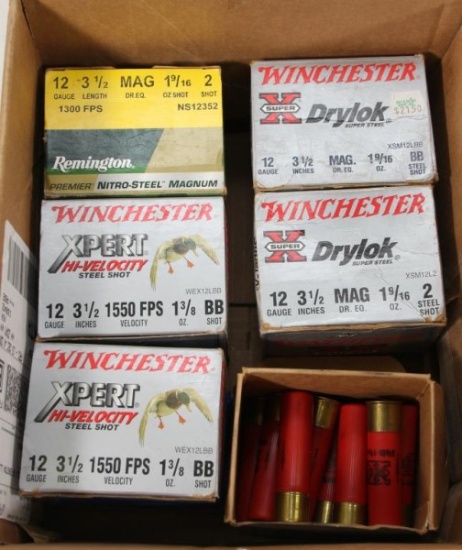 12 3 1/2 MAG 1 9/16 2
GAUGE LENGTH DR.EQ. OZ SHOT SHOT
1300 FPS NS12352
Remington
PREMIER NITRO-STEEL MAGNUM
WINCHESTER
SUPER X Drylok
SUPER STEEL
XSM12LBB
12 3 1/2 MAG. 1 9/16 BB
GAUGE INCHES DR. EQ. OZ. STEEL SHOT
WINCHESTER
XPERT
HI-VELOCITY
STEEL SHOT
WEX12LBB
12 3 1/2 1550 FPS 1 3/8 BB
GAUGE INCHES VELOCITY OZ. SHOT
WINCHESTER
SUPER X Drylok
SUPER STEEL
XSM12L2
12 3 1/2 MAG 1 9/16 2
GAUGE INCHES DR. EQ. OZ. STEEL SHOT
WINCHESTER
XPERT
HI-VELOCITY
STEEL SHOT
WEX12LBB
12 3 1/2 1550 FPS 1 3/8 BB
GAUGE INCHES VELOCITY OZ. SHOT